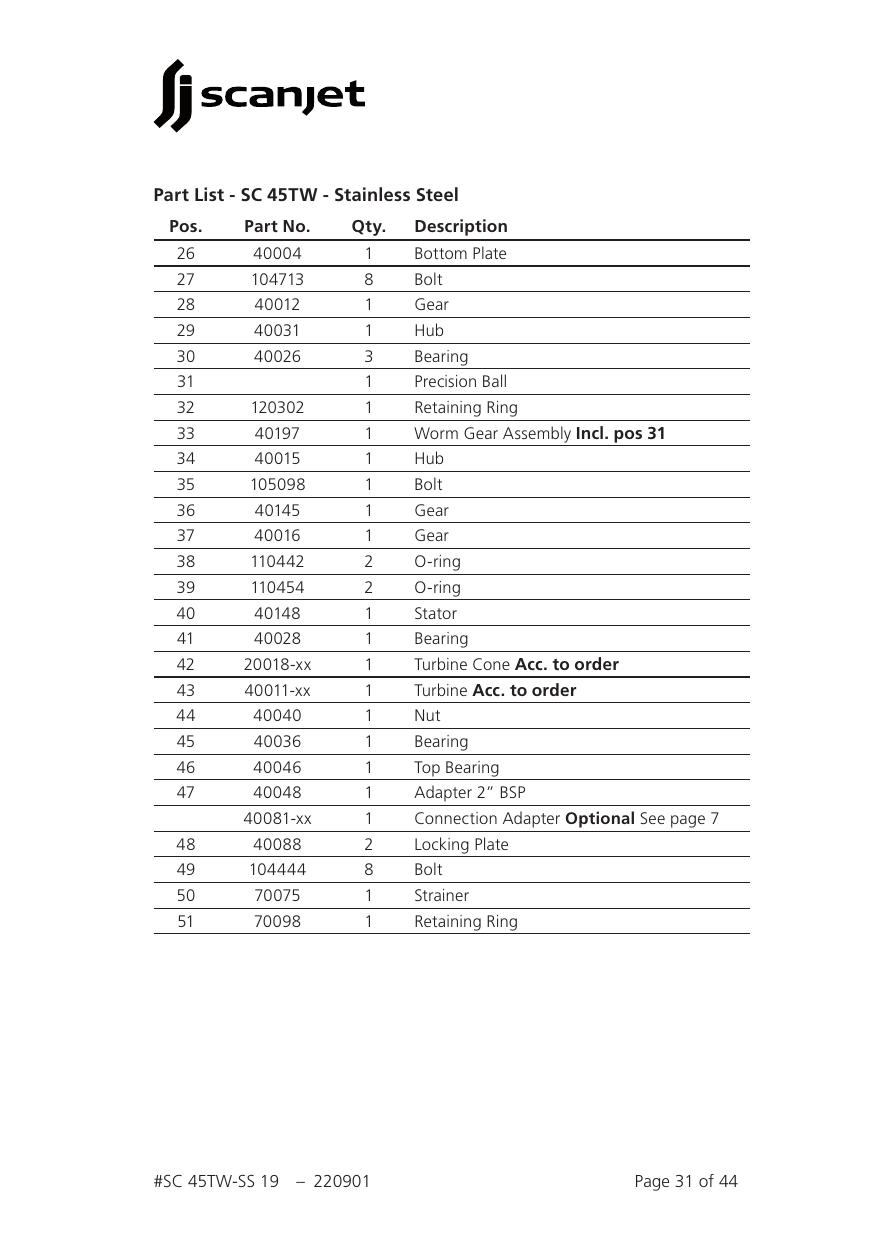 scanjet
Part List - SC 45TW - Stainless Steel
Pos. Part No. Qty. Description
26 40004 1 Bottom Plate
27 104713 8 Bolt
28 40012 1 Gear
29 40031 1 Hub
30 40026 3 Bearing
31 1 Precision Ball
32 120302 1 Retaining Ring
33 40197 1 Worm Gear Assembly Incl. pos 31
34 40015 1 Hub
35 105098 1 Bolt
36 40145 1 Gear
37 40016 1 Gear
38 110442 2 O-ring
39 110454 2 O-ring
40 40148 1 Stator
41 40028 1 Bearing
42 20018-xx 1 Turbine Cone Acc. to order
43 40011-xx 1 Turbine Acc. to order
44 40040 1 Nut
45 40036 1 Bearing
46 40046 1 Top Bearing
47 40048 1 Adapter 2” BSP
40081-xx 1 Connection Adapter Optional See page 7
48 40088 2 Locking Plate
49 104444 8 Bolt
50 70075 1 Strainer
51 70098 1 Retaining Ring
#SC 45TW-SS 19 – 220901 Page 31 of 44